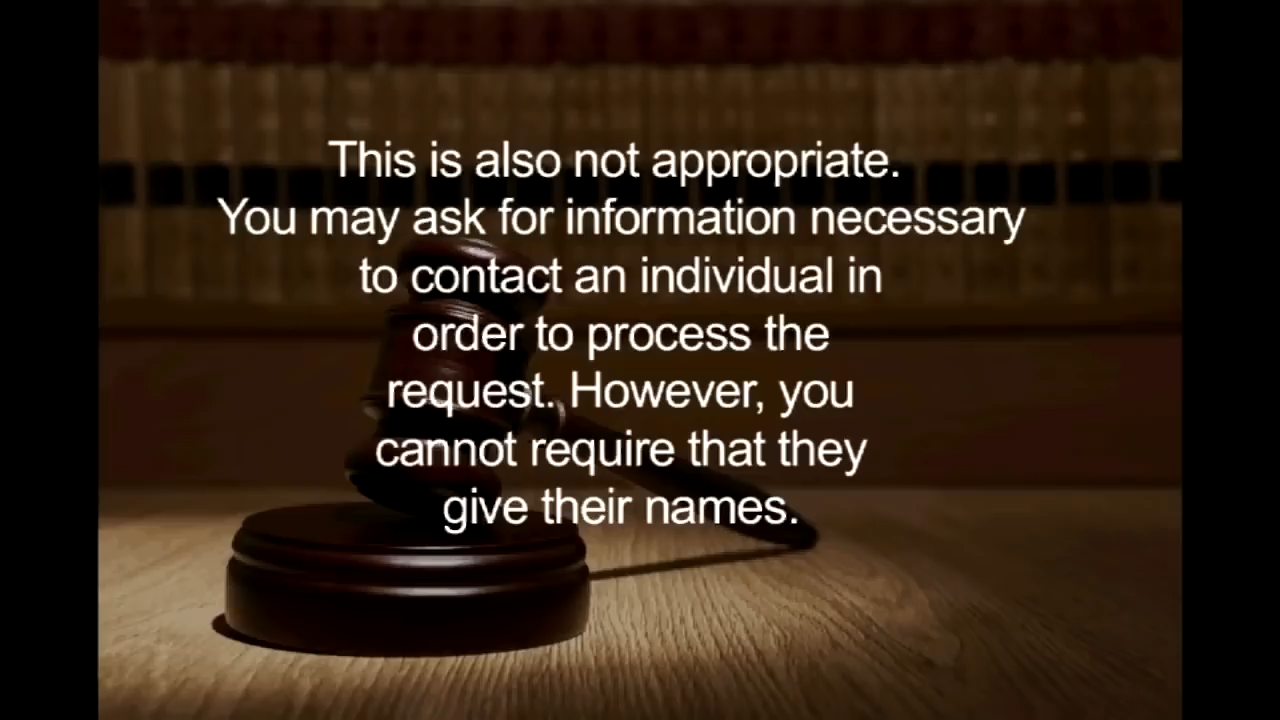 This is also not appropriate.
You may ask for information necessary
to contact an individual in
order to process the
request. However, you
cannot require that they
give their names.